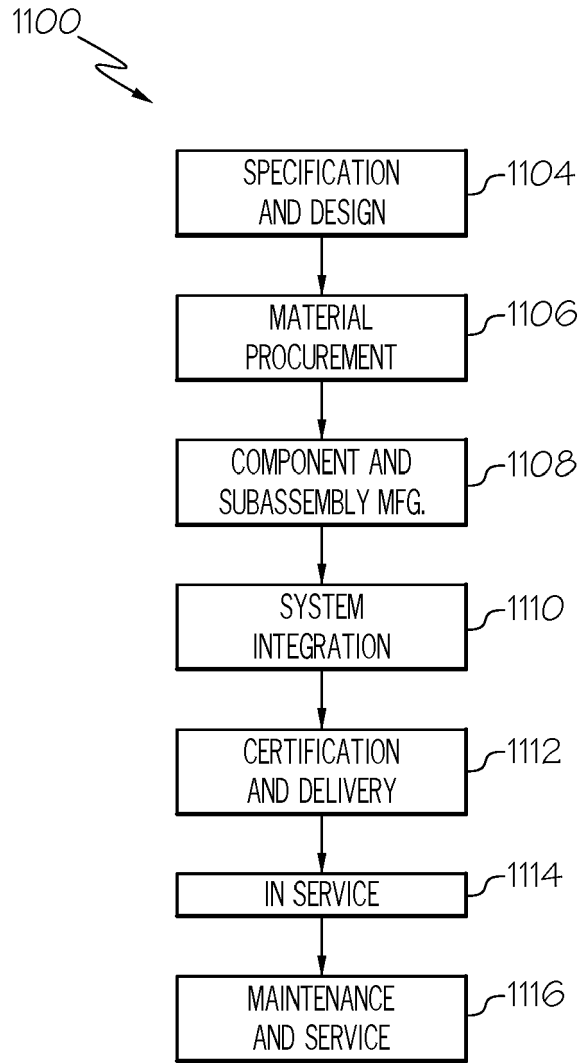 1100
SPECIFICATION
AND DESIGN
1104
MATERIAL
PROCUREMENT
1106
COMPONENT AND
SUBASSEMBLY MFG.
1108
SYSTEM
INTEGRATION
1110
CERTIFICATION
AND DELIVERY
1112
IN SERVICE
1114
MAINTENANCE
AND SERVICE
1116